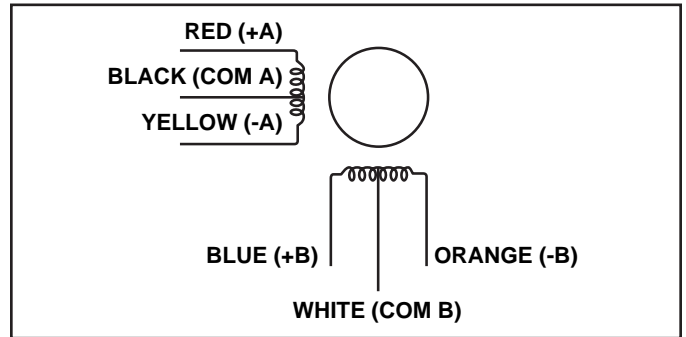 RED (+A)
BLACK (COM A)
YELLOW (-A)
BLUE (+B)
ORANGE (-B)
WHITE (COM B)